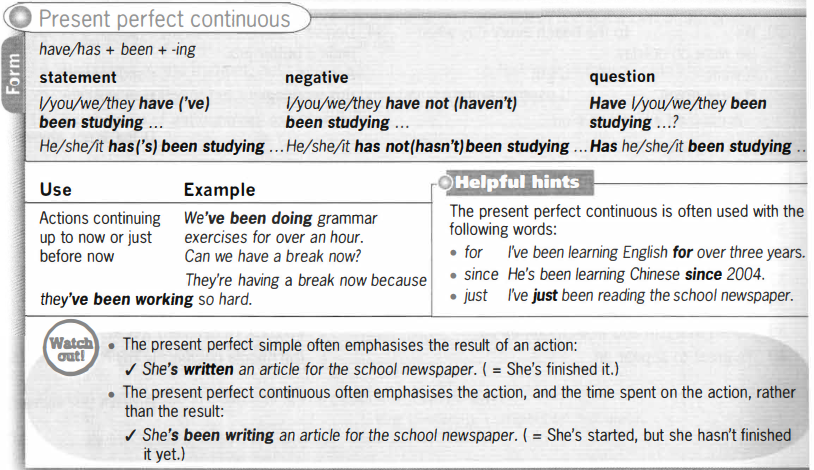 Present perfect continuous
Form
have/has + been + -ing
statement negative question
I/you/we/they have ('ve) I/you/we/they have not (haven't) Have I/you/we/they been
been studying ... been studying ... studying ...?
He/she/it has('s) been studying ... He/she/it has not(hasn't)been studying ... Has he/she/it been studying ..
Use Example
Actions continuing We've been doing grammar
up to now or just exercises for over an hour.
before now Can we have a break now?
They're having a break now because
they've been working so hard.
Helpful hints
The present perfect continuous is often used with the
following words:
• for I've been learning English for over three years.
• since He's been learning Chinese since 2004.
• just I've just been reading the school newspaper.
Watch
out!
• The present perfect simple often emphasises the result of an action:
✓ She's written an article for the school newspaper. ( = She's finished it.)
• The present perfect continuous often emphasises the action, and the time spent on the action, rather
than the result:
✓ She's been writing an article for the school newspaper. ( = She's started, but she hasn't finished
it yet.)